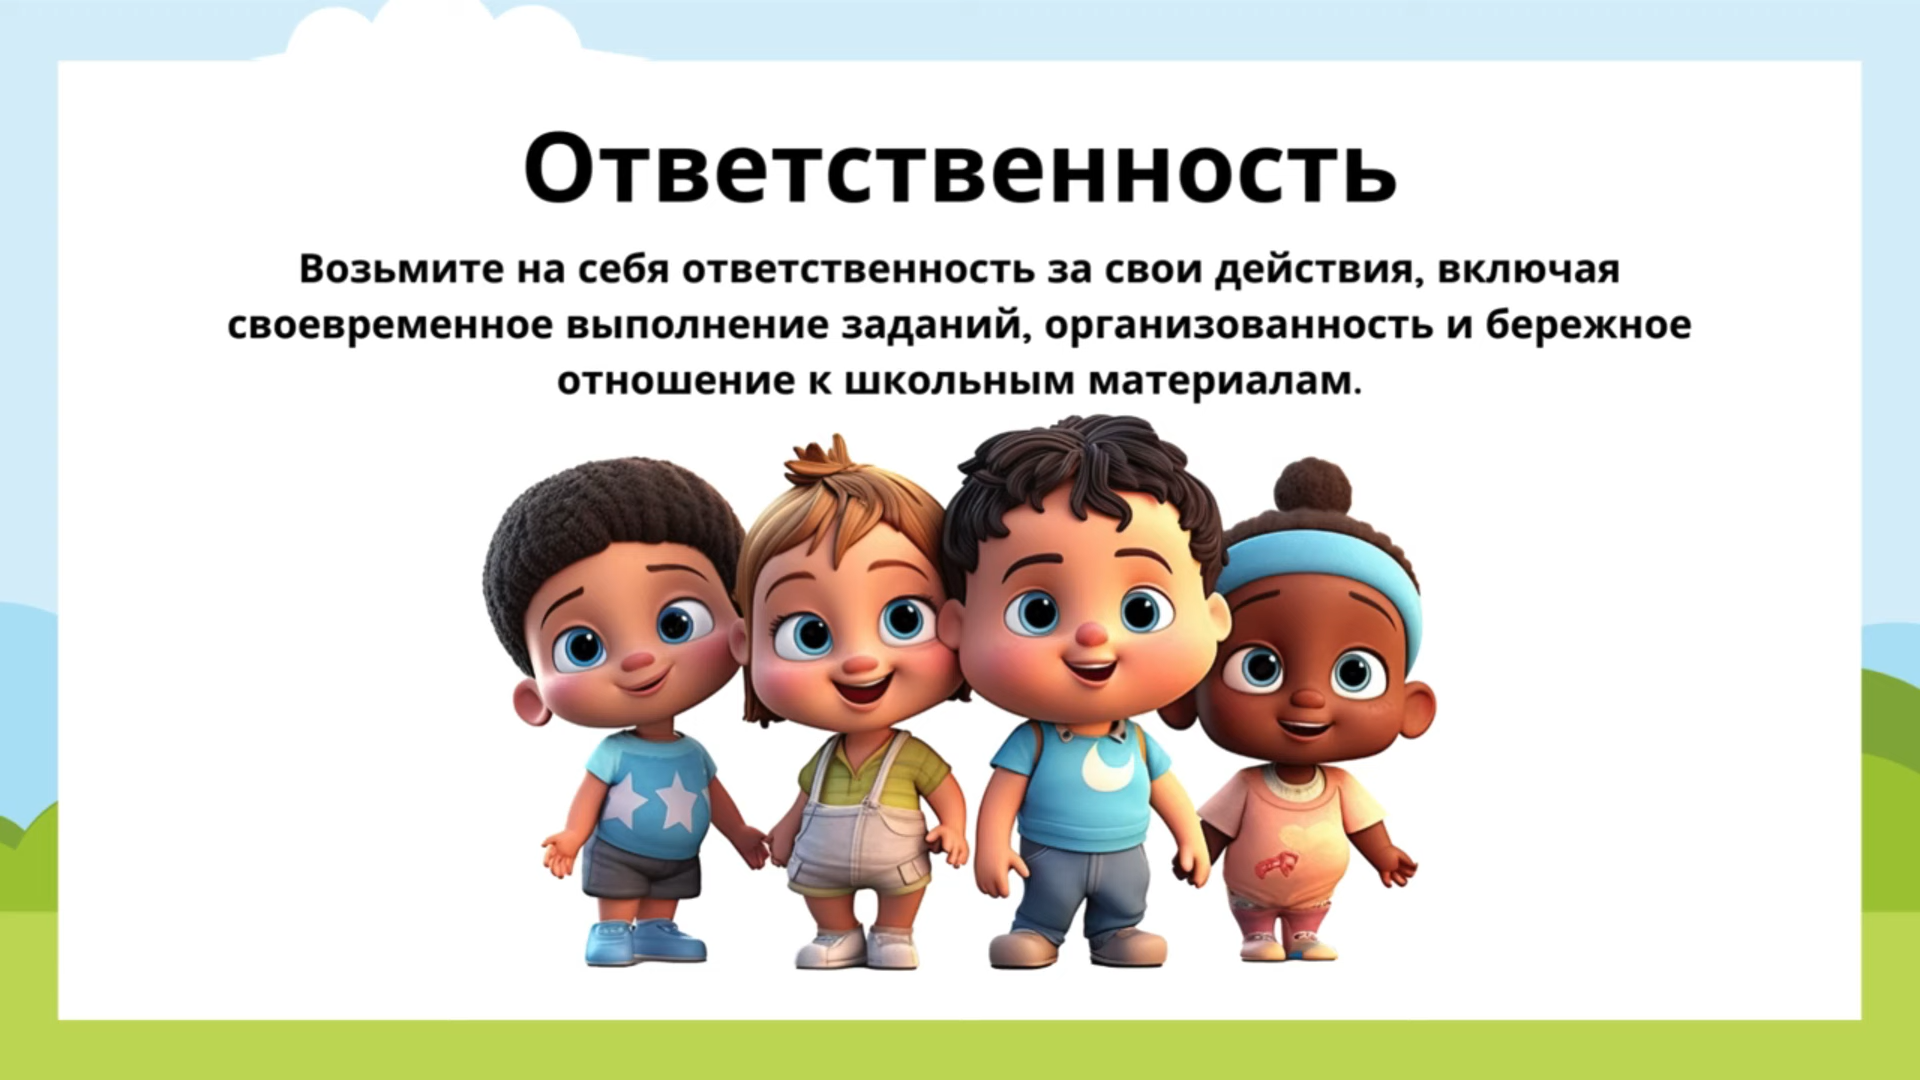 Ответственность
Возьмите на себя ответственность за свои действия, включая
своевременное выполнение заданий, организованность и бережное
отношение к школьным материалам.